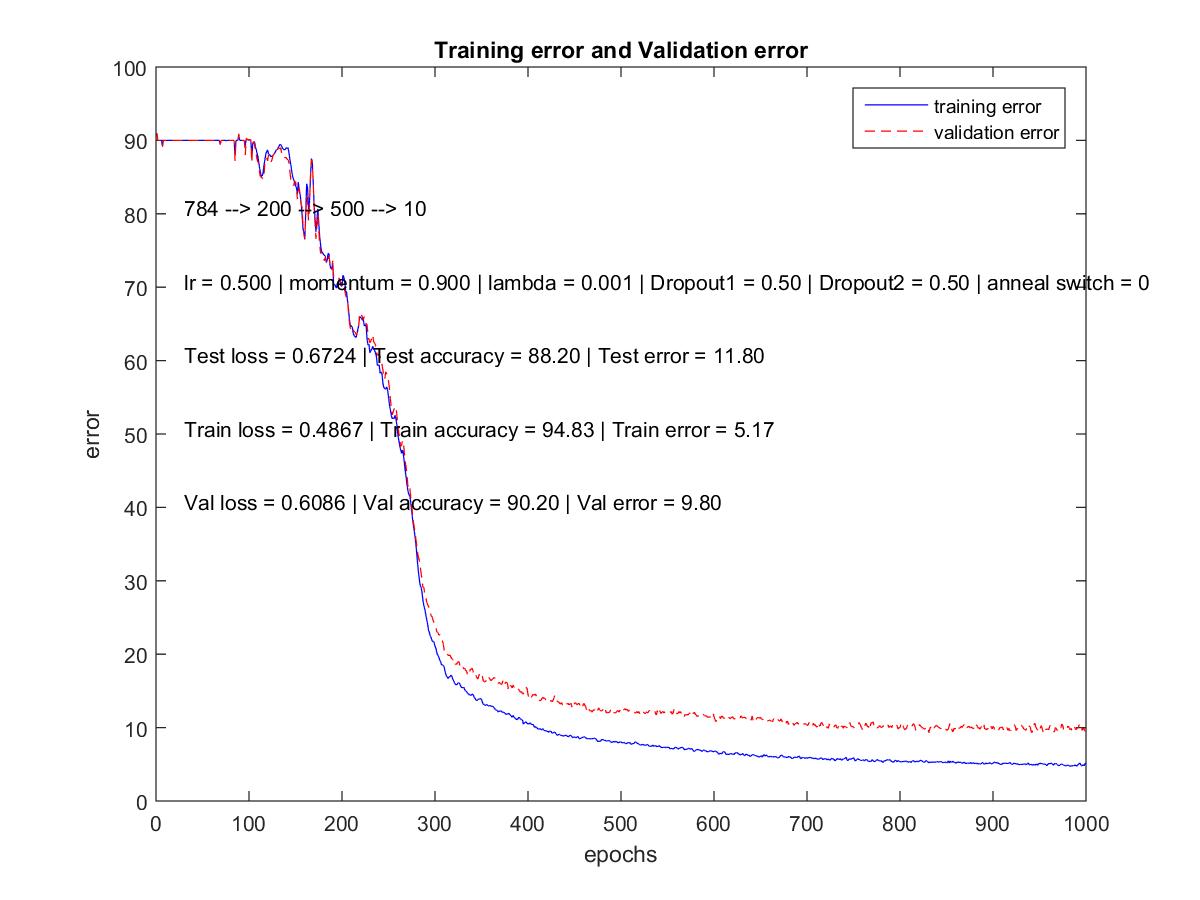 Training error and Validation error
training error
validation error
100
90
80
70
60
50
40
30
20
10
0
784 --> 200 --> 500 --> 10
lr = 0.500 | momentum = 0.900 | lambda = 0.001 | Dropout1 = 0.50 | Dropout2 = 0.50 | anneal switch = 0
Test loss = 0.6724 | Test accuracy = 88.20 | Test error = 11.80
Train loss = 0.4867 | Train accuracy = 94.83 | Train error = 5.17
Val loss = 0.6086 | Val accuracy = 90.20 | Val error = 9.80
error
0 100 200 300 400 500 600 700 800 900 1000
epochs